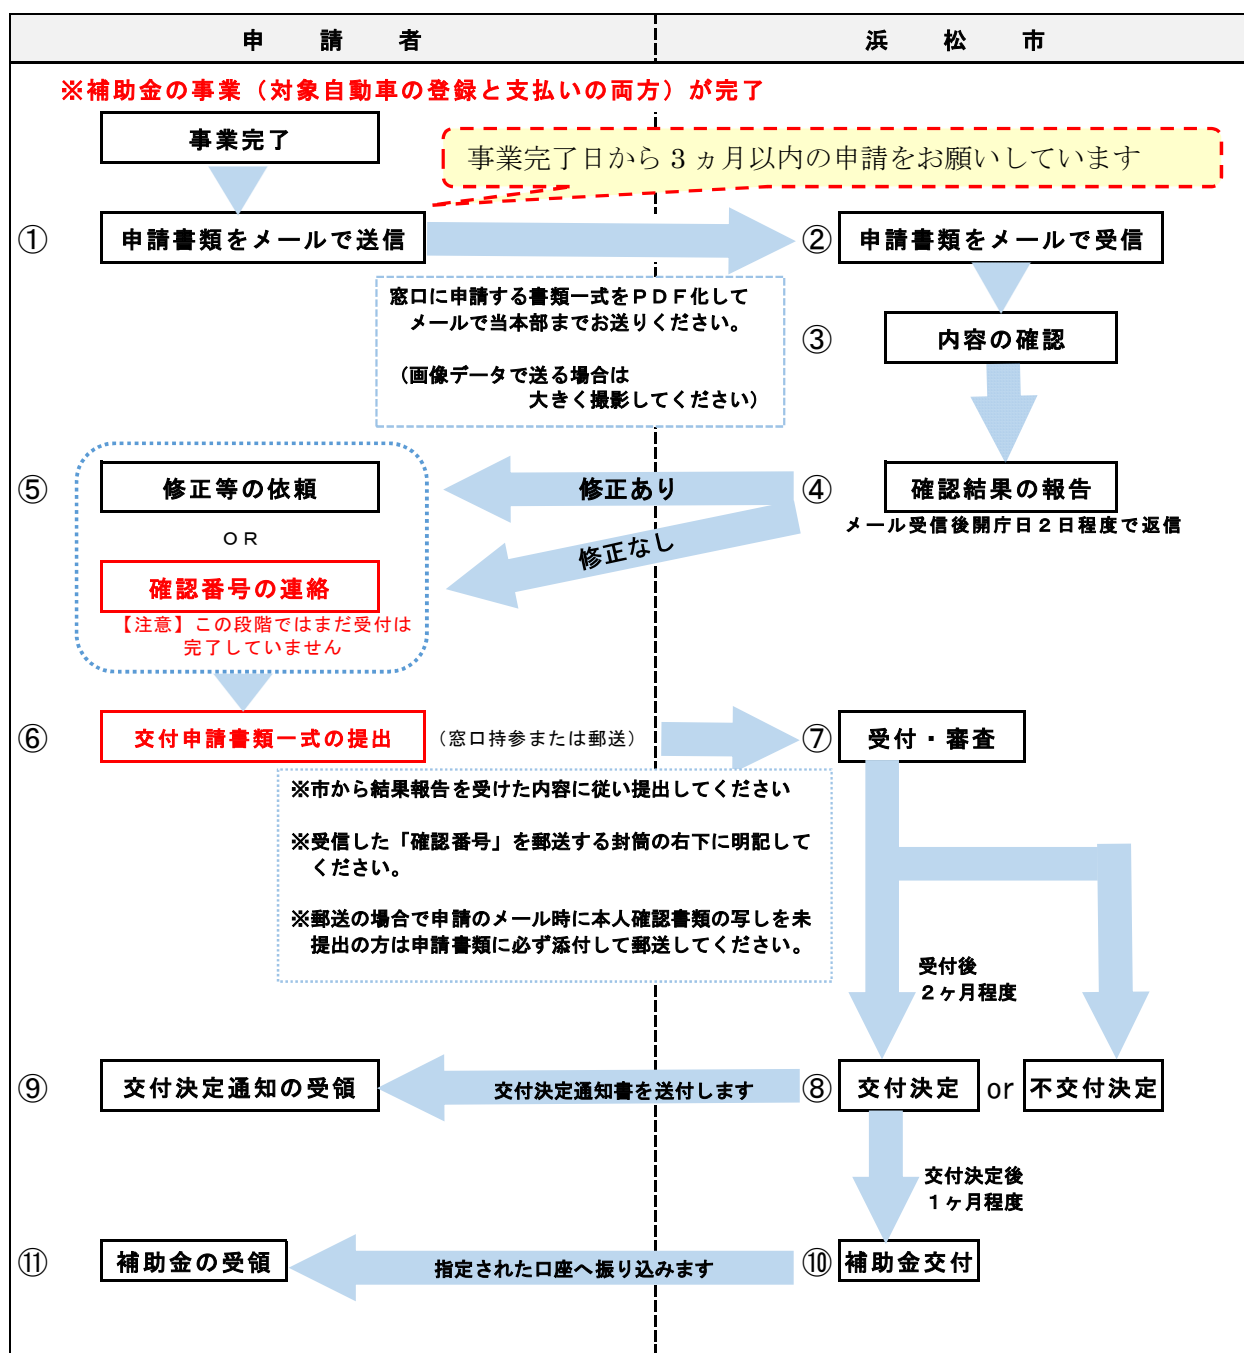 申請者
浜松市
※補助金の事業（対象自動車の登録と支払いの両方）が完了
事業完了
事業完了日から3ヵ月以内の申請をお願いしています
①
申請書類をメールで送信
②
申請書類をメールで受信
窓口に申請する書類一式をＰＤＦ化して
メールで当本部までお送りください。
（画像データで送る場合は
大きく撮影してください）
③
内容の確認
⑤
修正等の依頼
修正あり
④
確認結果の報告
メール受信後開庁日２日程度で返信
ＯＲ
修正なし
確認番号の連絡
【注意】この段階ではまだ受付は
完了していません
⑥
交付申請書類一式の提出
（窓口持参または郵送）
⑦
受付・審査
※市から結果報告を受けた内容に従い提出してください
※受信した「確認番号」を郵送する封筒の右下に明記して
ください。
※郵送の場合で申請のメール時に本人確認書類の写しを未
提出の方は申請書類に必ず添付して郵送してください。
受付後
２ヶ月程度
⑨
交付決定通知の受領
交付決定通知書を送付します
⑧
交付決定
or
不交付決定
交付決定後
１ヶ月程度
⑪
補助金の受領
指定された口座へ振り込みます
⑩
補助金交付